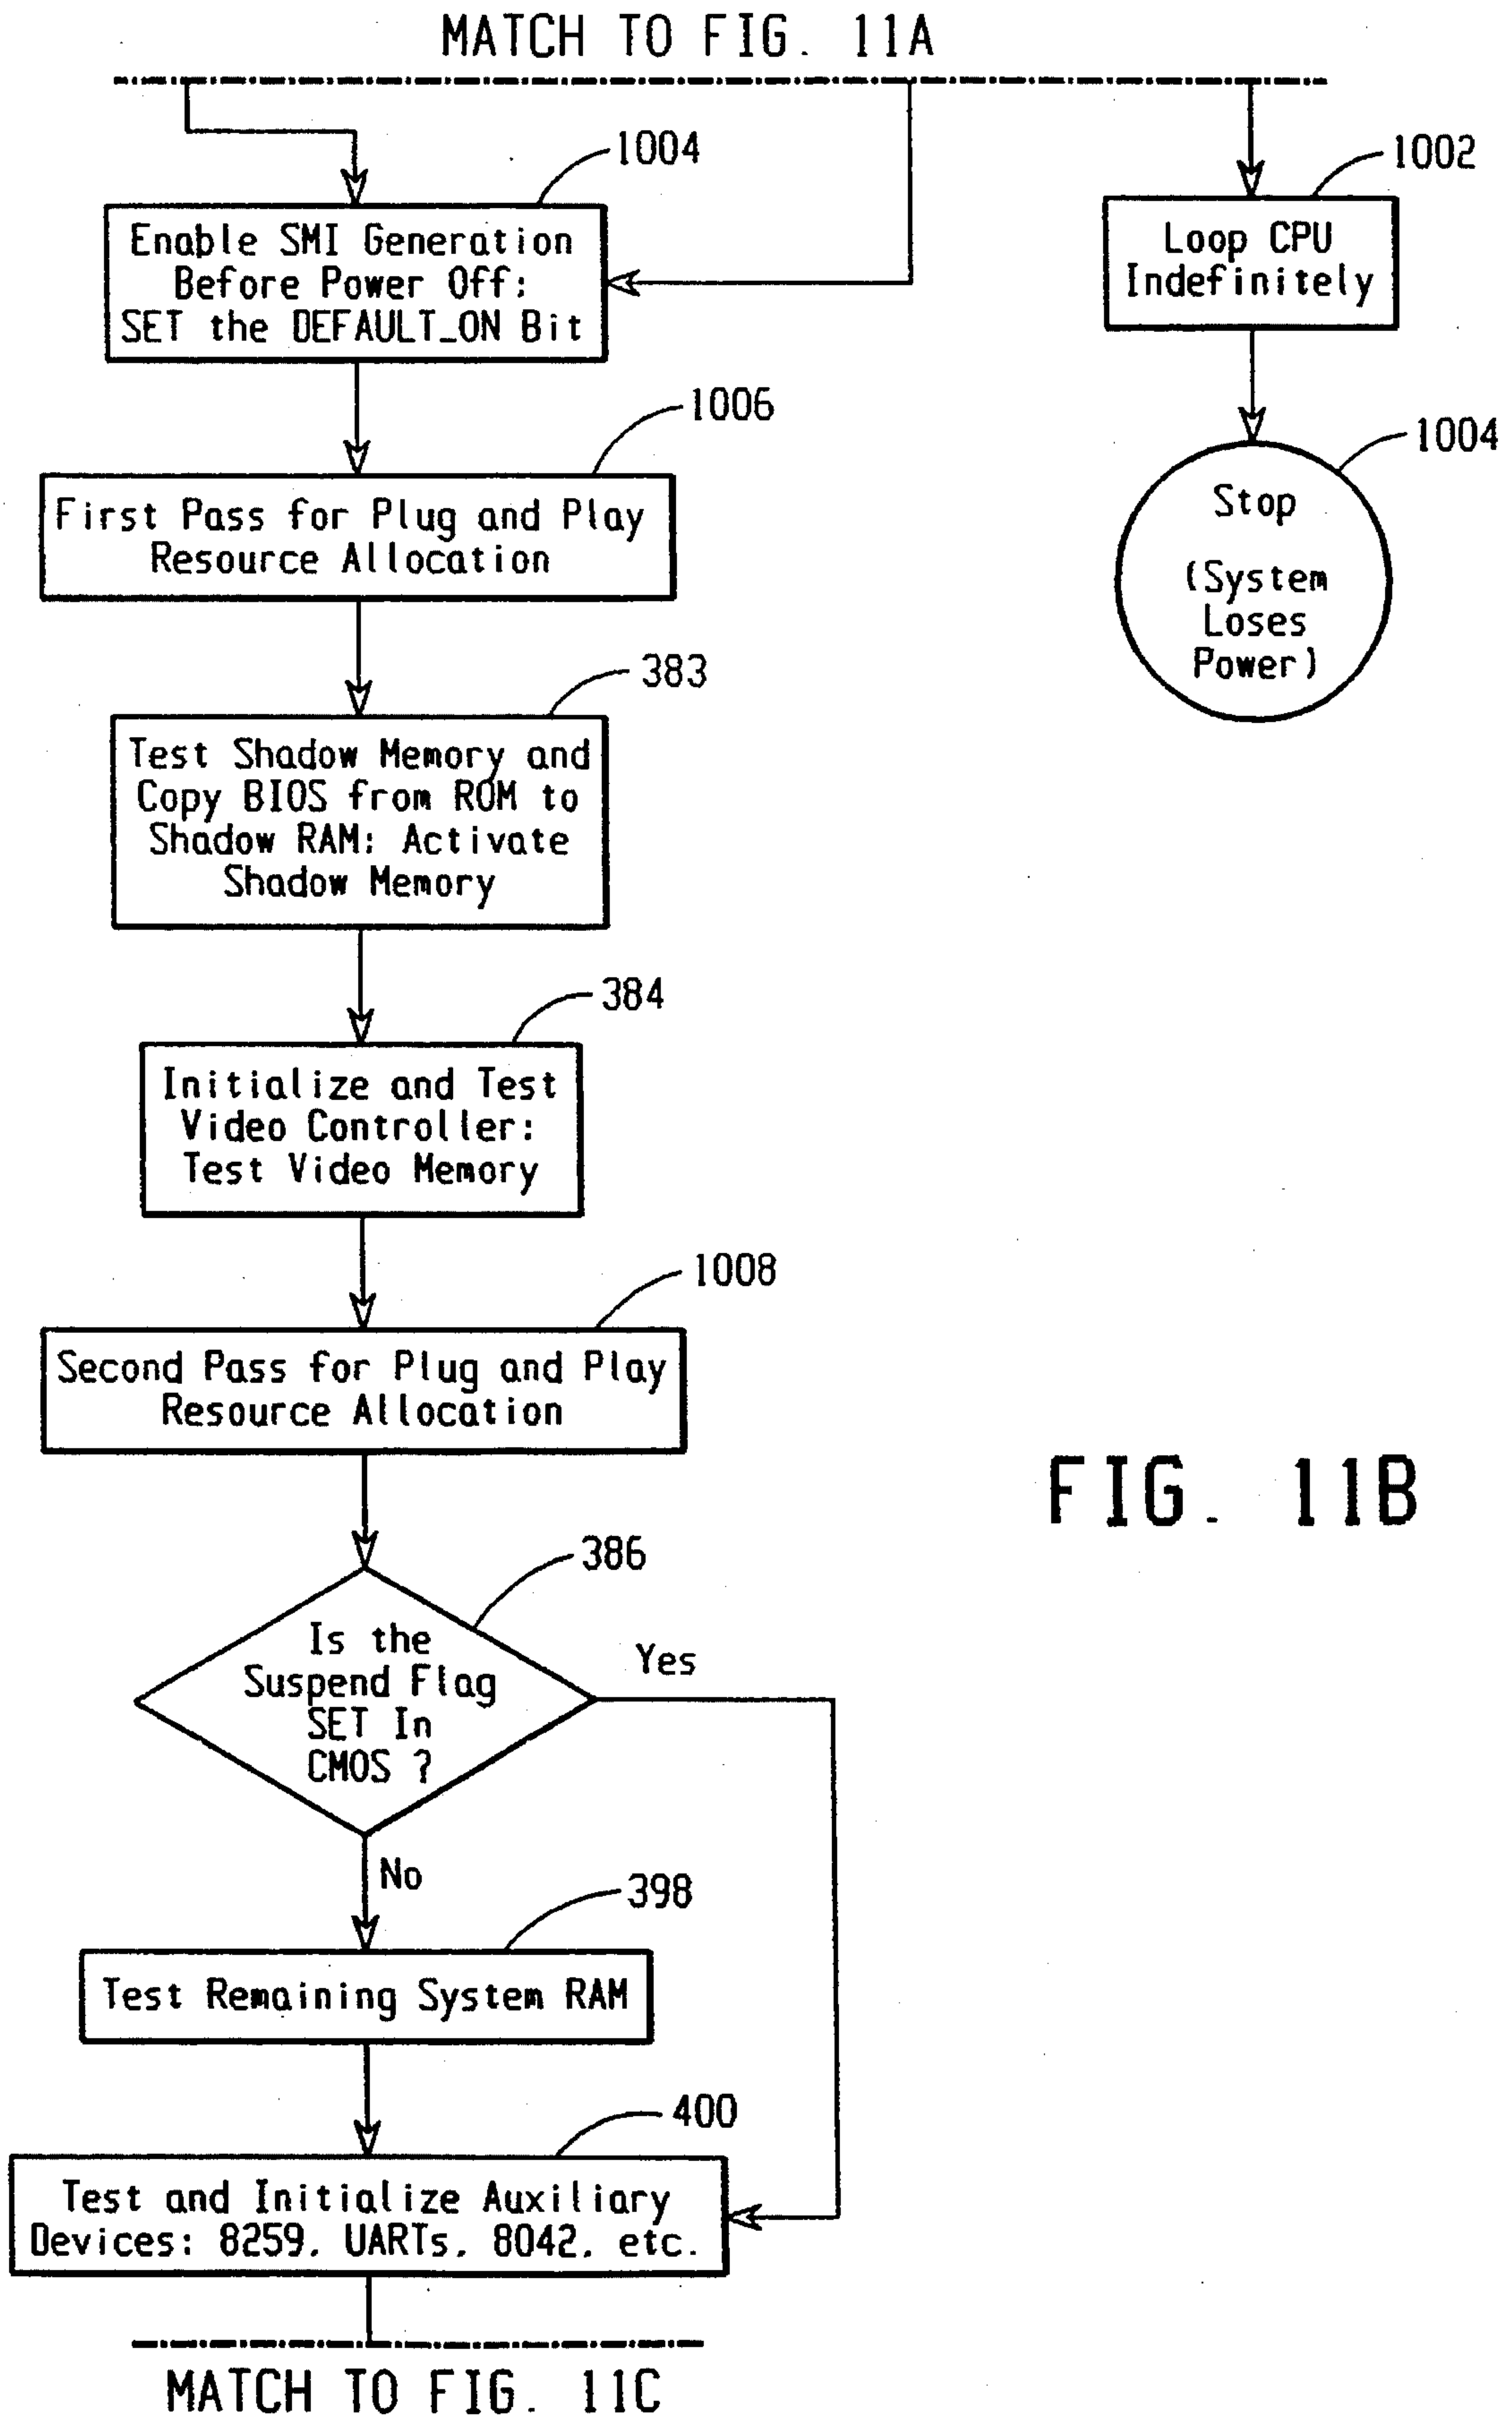 MATCH TO FIG. 11A
1004
Enable SMI Generation
Before Power Off:
SET the DEFAULT_ON Bit
1002
Loop CPU
Indefinitely
1006
First Pass for Plug and Play
Resource Allocation
1004
Stop
(System
Loses
Power)
383
Test Shadow Memory and
Copy BIOS from ROM to
Shadow RAM: Activate
Shadow Memory
384
Initialize and Test
Video Controller:
Test Video Memory
1008
Second Pass for Plug and Play
Resource Allocation
FIG. 11B
386
Is the
Suspend Flag
SET In
CMOS ?
Yes
No
398
Test Remaining System RAM
400
Test and Initialize Auxiliary
Devices: 8259, UARTs, 8042, etc.
MATCH TO FIG. 11C